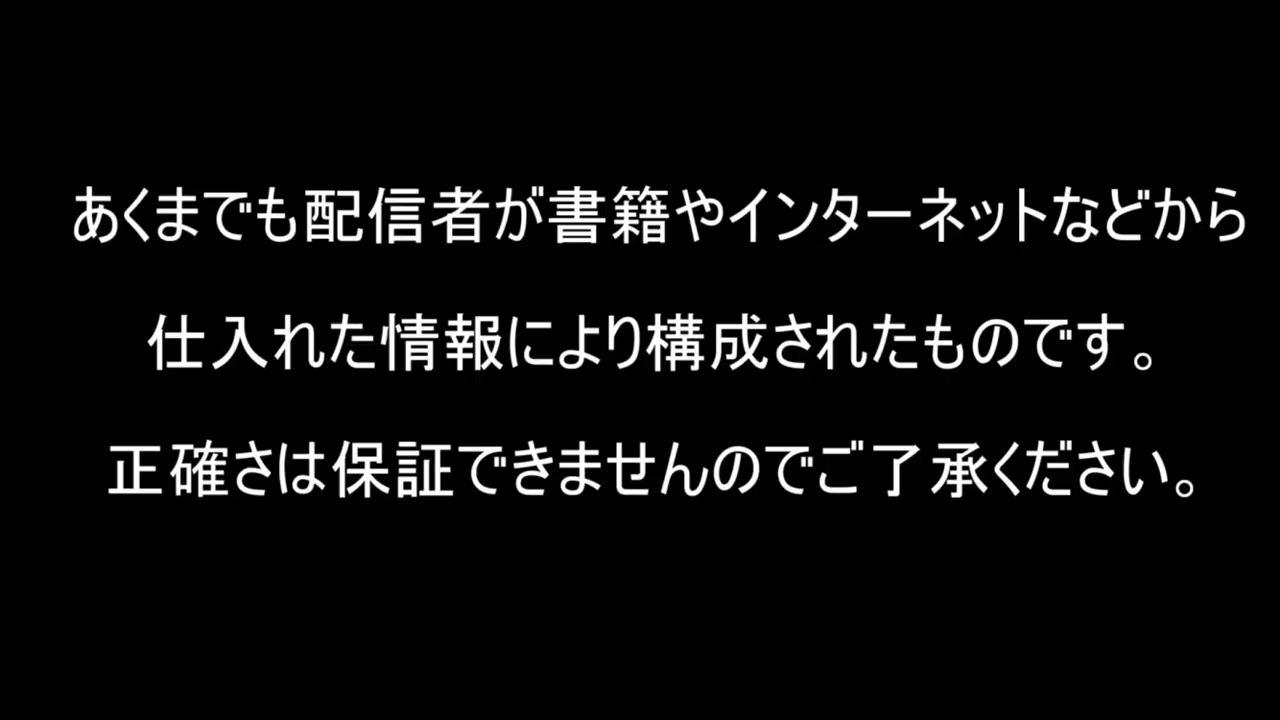 あくまでも配信者が書籍やインターネットなどから
仕入れた情報により構成されたものです。
正確さは保証できませんのでご了承ください。